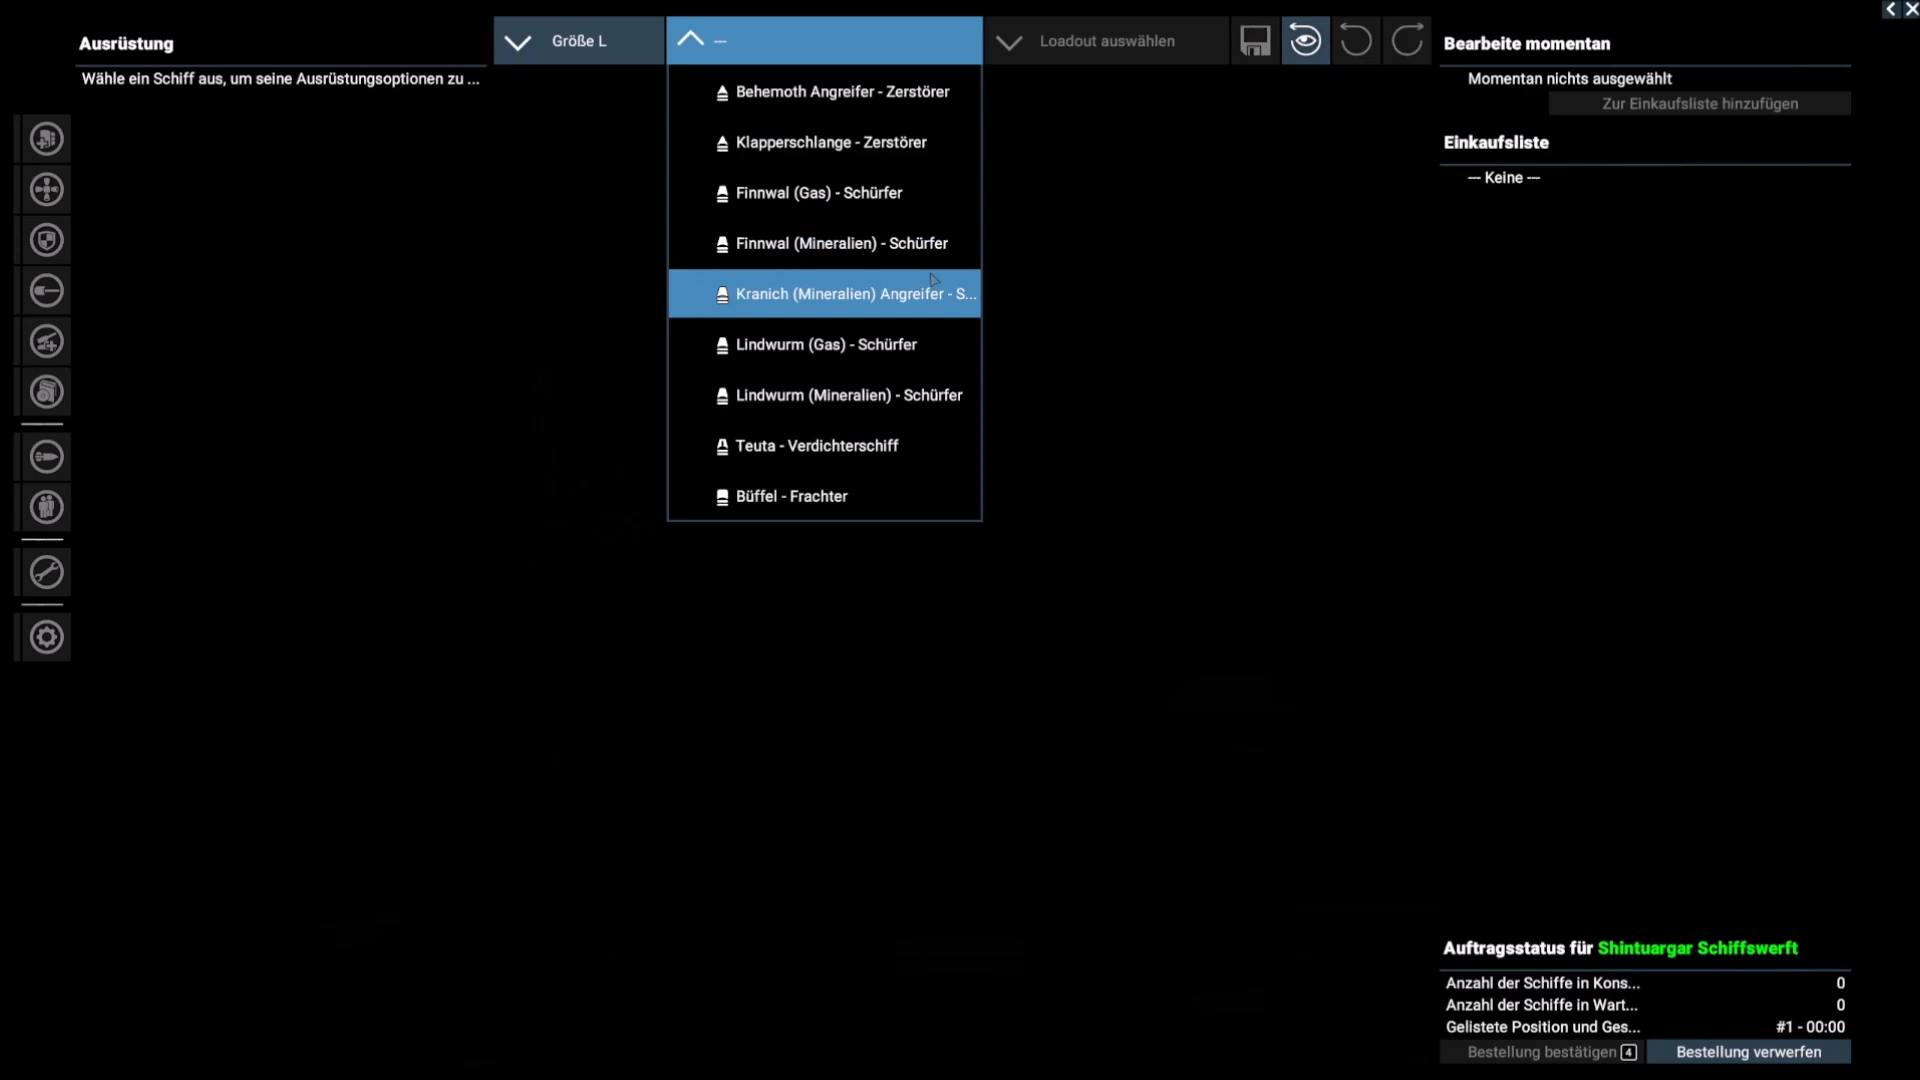 Ausrüstung
Wähle ein Schiff aus, um seine Ausrüstungsoptionen zu ...
Größe L
---
Loadout auswählen
Behemoth Angreifer - Zerstörer
Klapperschlange - Zerstörer
Finnwal (Gas) - Schürfer
Finnwal (Mineralien) - Schürfer
Kranich (Mineralien) Angreifer - S...
Lindwurm (Gas) - Schürfer
Lindwurm (Mineralien) - Schürfer
Teuta - Verdichterschiff
Büffel - Frachter
Bearbeite momentan
Momentan nichts ausgewählt
Zur Einkaufsliste hinzufügen
Einkaufsliste
--- Keine ---
Auftragsstatus für Shintuargar Schiffswerft
Anzahl der Schiffe in Kons... 0
Anzahl der Schiffe in Wart... 0
Gelistete Position und Ges... #1 - 00:00
Bestellung bestätigen 4 Bestellung verwerfen